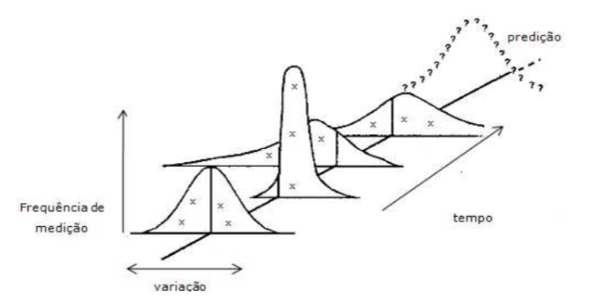 predição
Frequência de
medição
tempo
variação